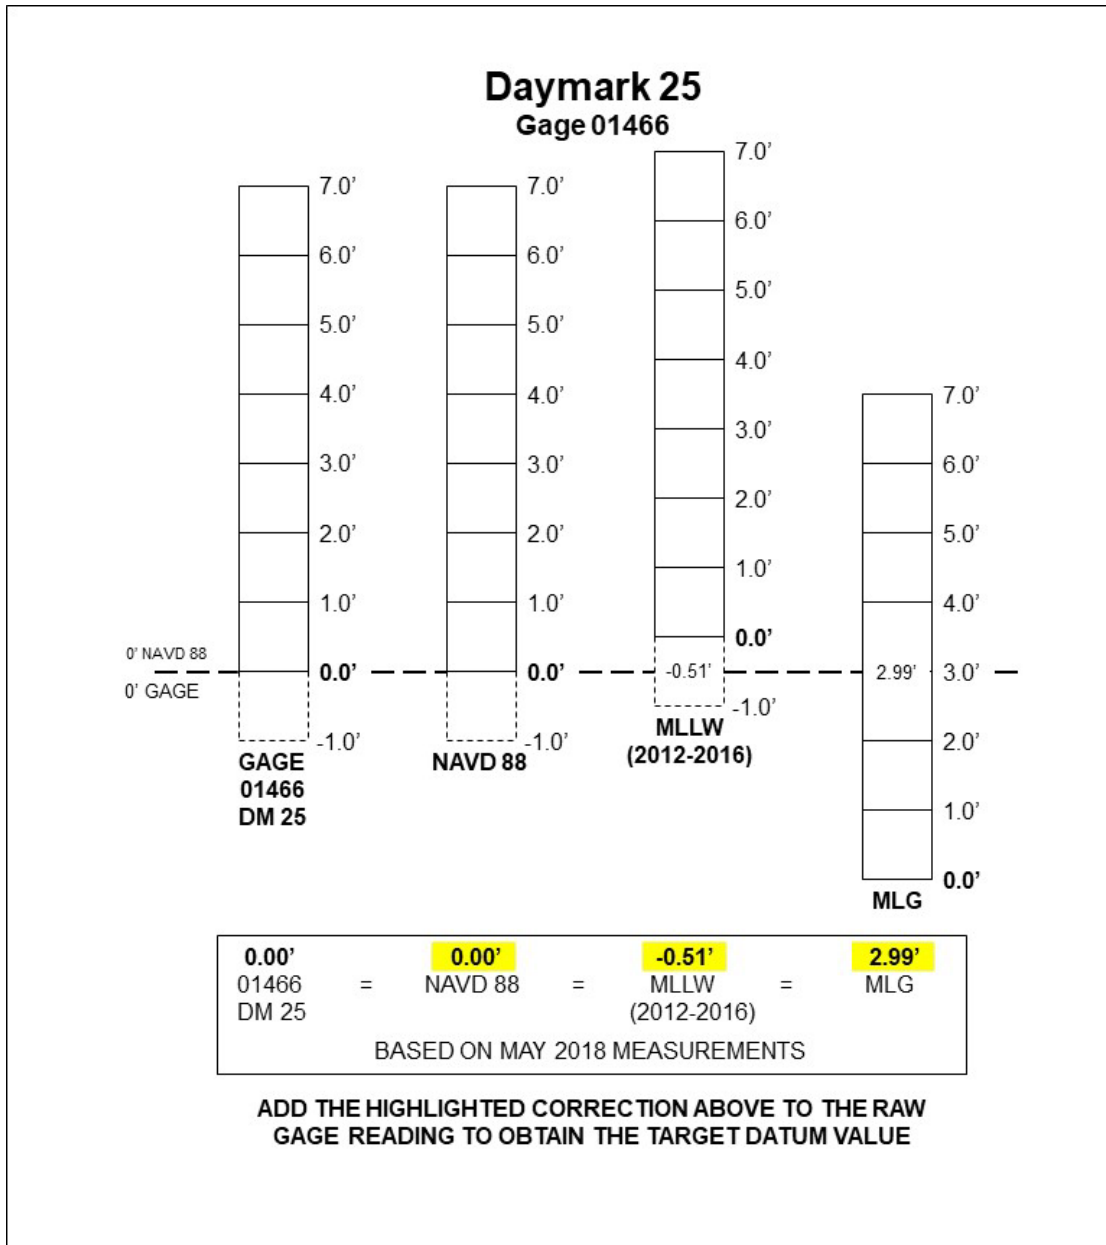 Daymark 25
Gage 01466
7.0’
6.0’
5.0’
4.0’
3.0’
2.0’
1.0’
0.0’
-1.0’
GAGE
01466
DM 25
7.0’
6.0’
5.0’
4.0’
3.0’
2.0’
1.0’
0.0’
-1.0’
NAVD 88
7.0’
6.0’
5.0’
4.0’
3.0’
2.0’
1.0’
0.0’
-0.51’
-1.0’
MLLW
(2012-2016)
7.0’
6.0’
5.0’
4.0’
2.99’ 3.0’
2.0’
1.0’
0.0’
MLG
0’ NAVD 88
0’ GAGE
0.00’ 0.00’ -0.51’ 2.99’
01466 = NAVD 88 = MLLW = MLG
DM 25 (2012-2016)
BASED ON MAY 2018 MEASUREMENTS
ADD THE HIGHLIGHTED CORRECTION ABOVE TO THE RAW
GAGE READING TO OBTAIN THE TARGET DATUM VALUE